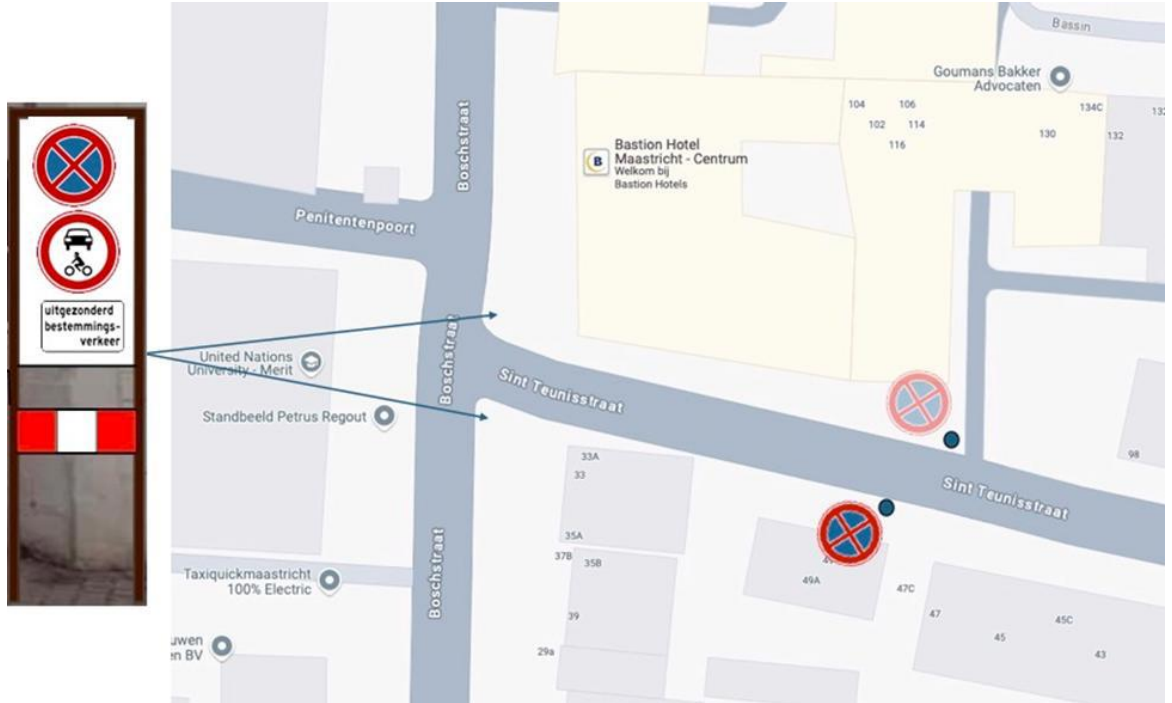 uitgezonderd
bestemmings-
verkeer
Boschstraat
Penitentenpoort
Bastion Hotel
Maastricht - Centrum
Welkom bij
Bastion Hotels
B
104
106
102
114
116
Goumans Bakker
Advocaten
Bassin
134C
130
132
Boschstraat
United Nations
University - Merit
Standbeeld Petrus Regout
Sint Teunisstraat
33A
33
98
Sint Teunisstraat
35A
37B
35B
49A
47C
47
45C
45
43
39
29a
Boschstraat
Taxiquickmaastricht
100% Electric
uwen
en BV